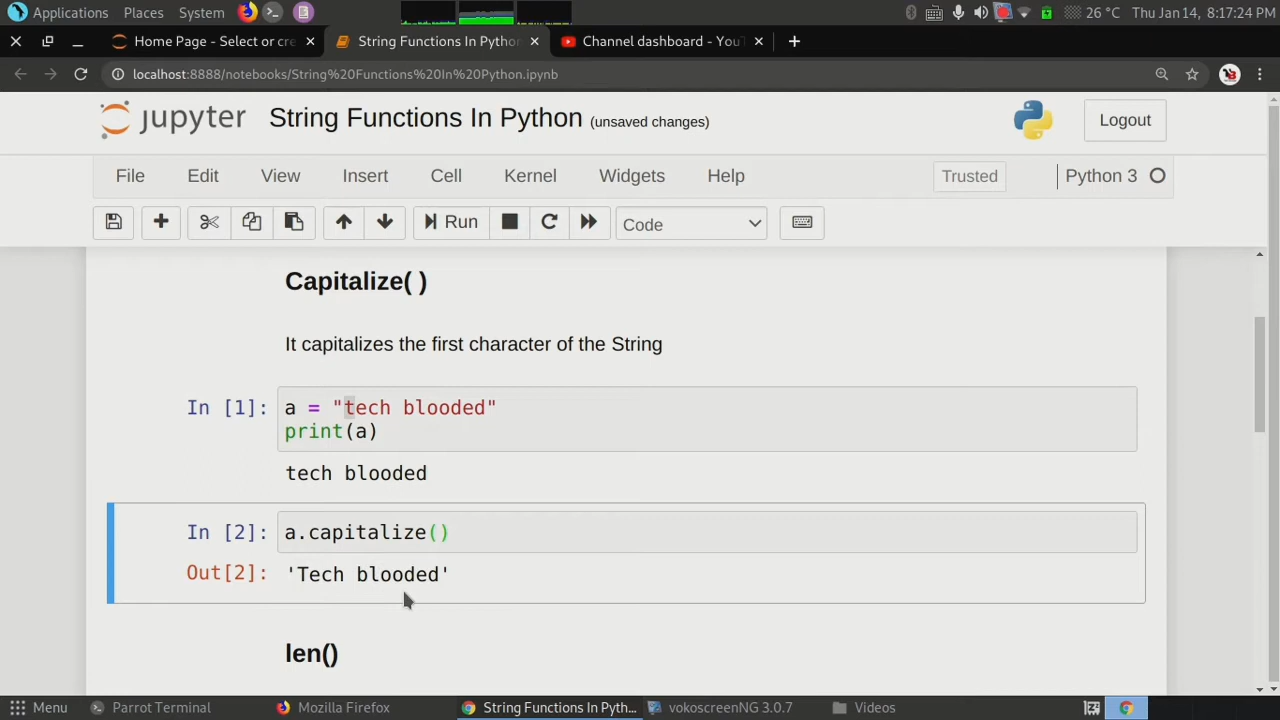 Applications Places System 26 °C Thu Jan 14, 8:17:24 PM
Home Page - Select or cre String Functions In Python Channel dashboard - YouT
localhost:8888/notebooks/String%20Functions%20In%20Python.ipynb
jupyter String Functions In Python (unsaved changes) Logout
File Edit View Insert Cell Kernel Widgets Help Trusted Python 3
Run Code
Capitalize( )
It capitalizes the first character of the String
In [1]: a = "tech blooded"
print(a)
tech blooded
In [2]: a.capitalize()
Out[2]: 'Tech blooded'
len()
Menu Parrot Terminal Mozilla Firefox String Functions In Pyth... vokoscreenNG 3.0.7 Videos